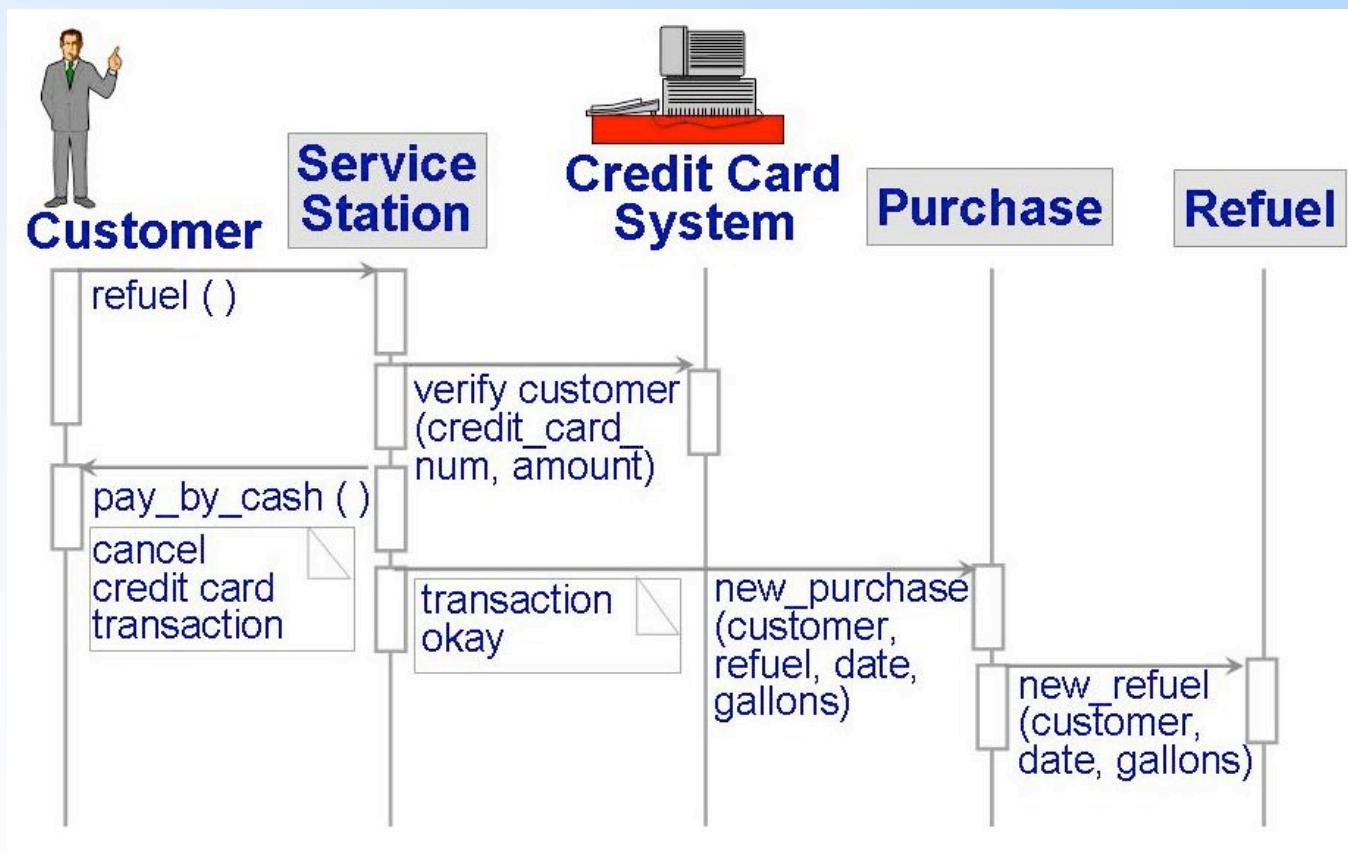 Customer
Service
Station
Credit Card
System
Purchase
Refuel
refuel ( )
verify customer
(credit_card_
num, amount)
pay_by_cash ( )
cancel
credit card
transaction
transaction
okay
new_purchase
(customer,
refuel, date,
gallons)
new_refuel
(customer,
date, gallons)